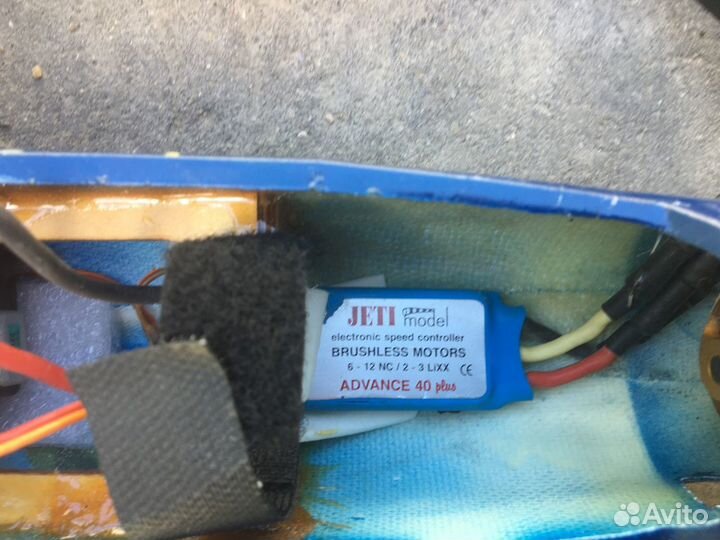 JETI model
electronic speed controller
BRUSHLESS MOTORS
6 - 12 NC / 2 - 3 LiXX CE
ADVANCE 40 plus
Avito